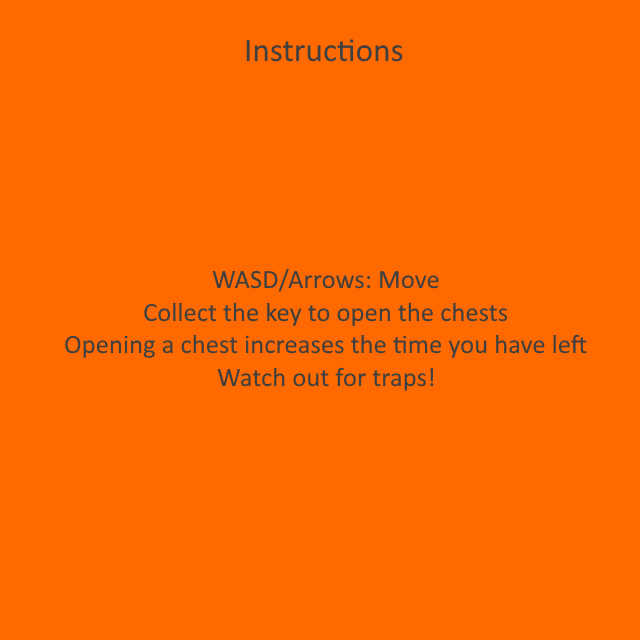 Instructions
WASD/Arrows: Move
Collect the key to open the chests
Opening a chest increases the time you have left
Watch out for traps!